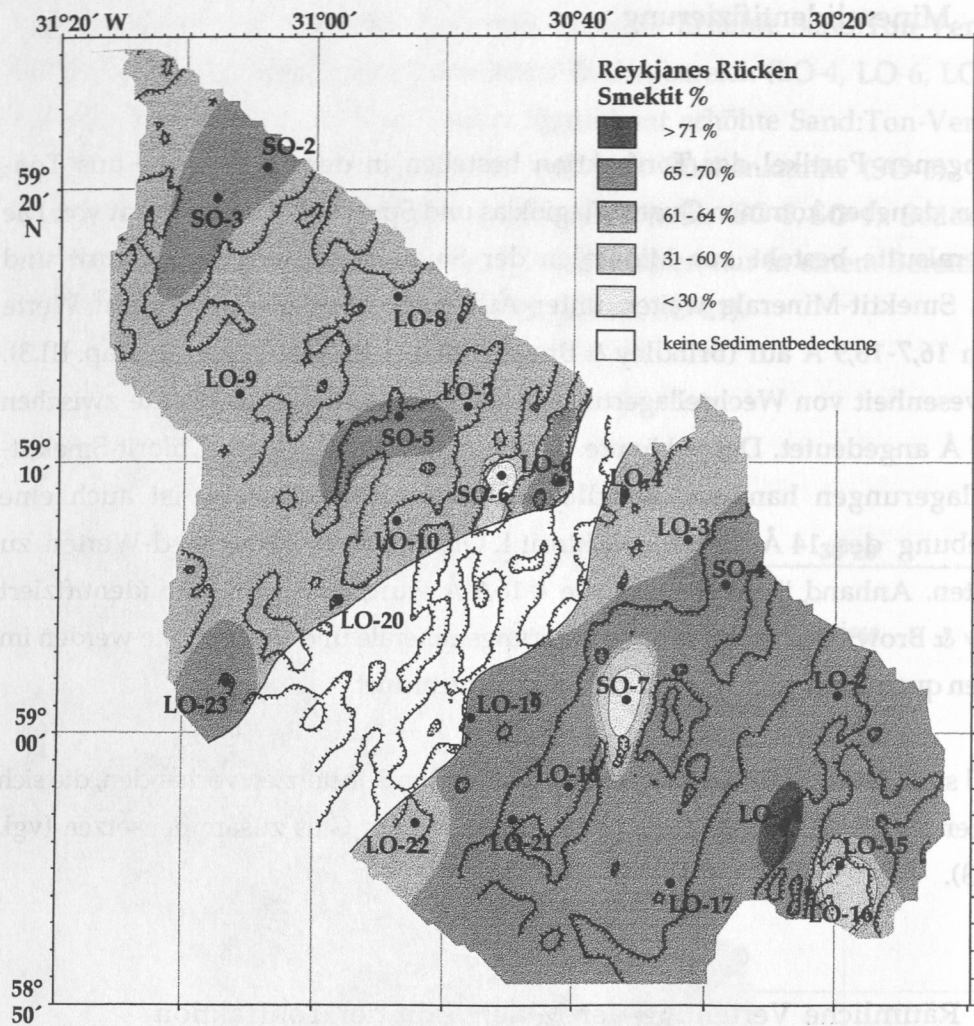 31° 20´ W
31° 00´
30° 40´
30° 20´
59°
20´
N
59°
10´
59°
00´
58°
50´
Reykjanes Rücken
Smektit %
> 71 %
65 - 70 %
61 - 64 %
31 - 60 %
< 30 %
keine Sedimentbedeckung
SO-2
SO-3
LO-8
LO-9
LO-7
SO-5
LO-6
SO-6
LO-4
LO-3
LO-10
SO-4
LO-20
LO-23
SO-7
LO-2
LO-19
LO-18
LO-22
LO-21
LO-15
LO-17
LO-16